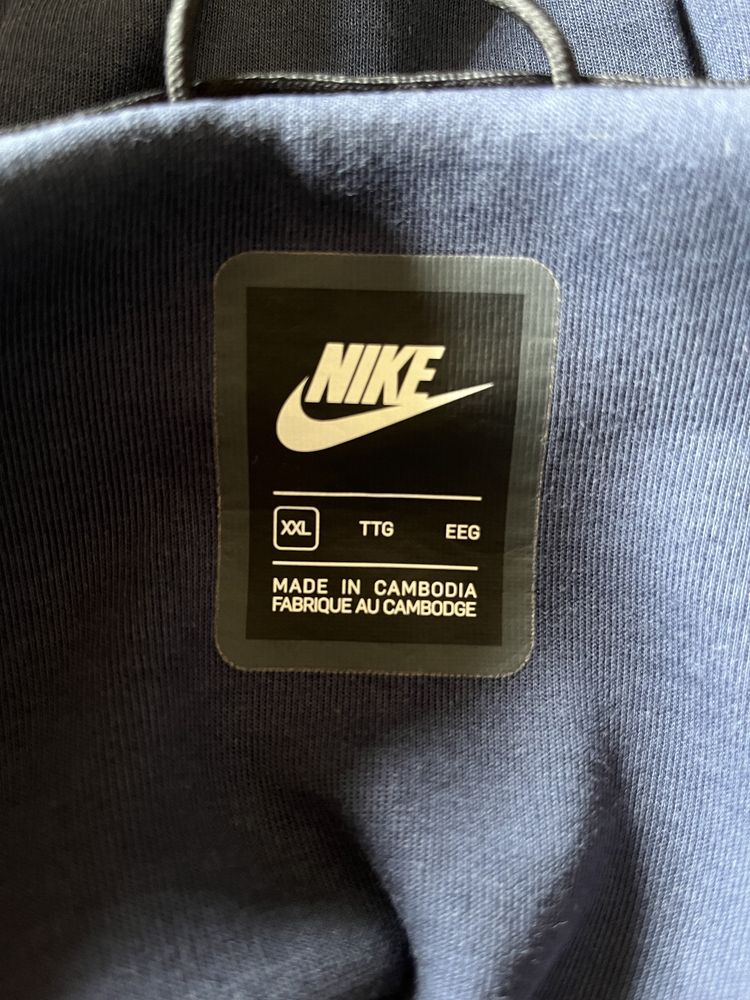 NIKE
XXL TTG EEG
MADE IN CAMBODIA
FABRIQUE AU CAMBODGE